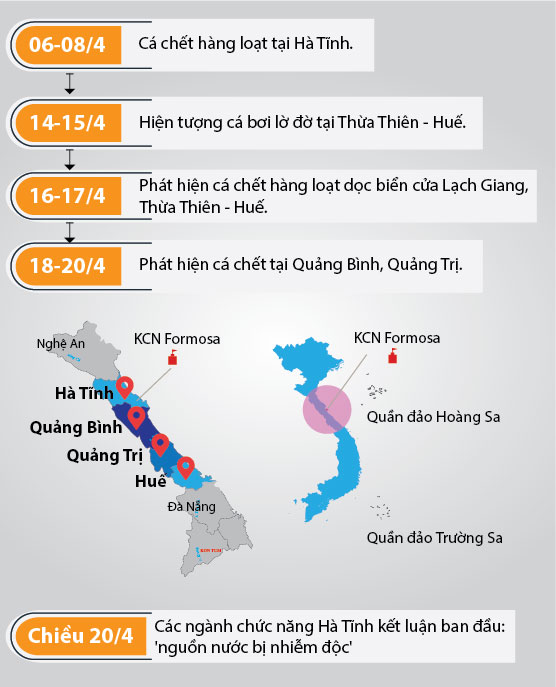 06-08/4
Cá chết hàng loạt tại Hà Tĩnh.
14-15/4
Hiện tượng cá bơi lờ đờ tại Thừa Thiên - Huế.
16-17/4
Phát hiện cá chết hàng loạt dọc biển cửa Lạch Giang,
Thừa Thiên - Huế.
18-20/4
Phát hiện cá chết tại Quảng Bình, Quảng Trị.
Nghệ An
KCN Formosa
Hà Tĩnh
Quảng Bình
Quảng Trị
Huế
Đà Nẵng
KON TUM
KCN Formosa
Quần đảo Hoàng Sa
Quần đảo Trường Sa
Chiều 20/4
Các ngành chức năng Hà Tĩnh kết luận ban đầu:
'nguồn nước bị nhiễm độc'